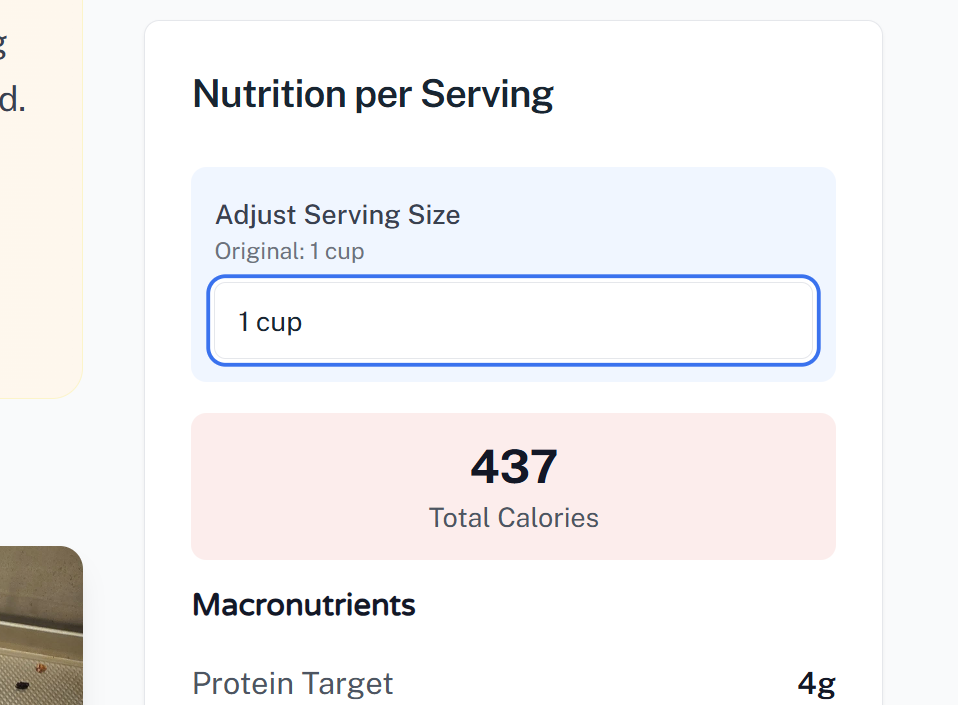 g
d.
Nutrition per Serving
Adjust Serving Size
Original: 1 cup
1 cup
437
Total Calories
Macronutrients
Protein Target
4g